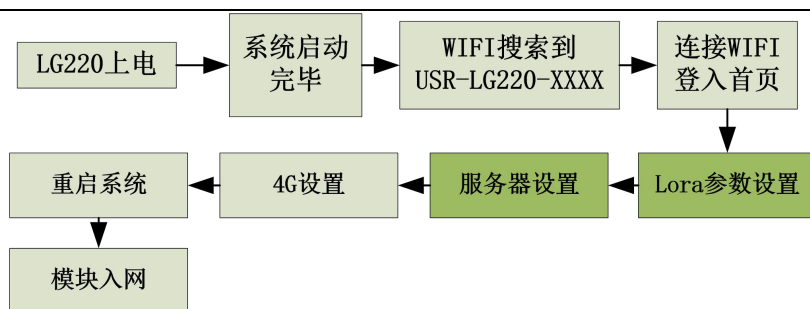 LG220上电
系统启动
完毕
WIFI搜索到
USR-LG220-XXXX
连接WIFI
登入首页
Lora参数设置
服务器设置
4G设置
重启系统
模块入网